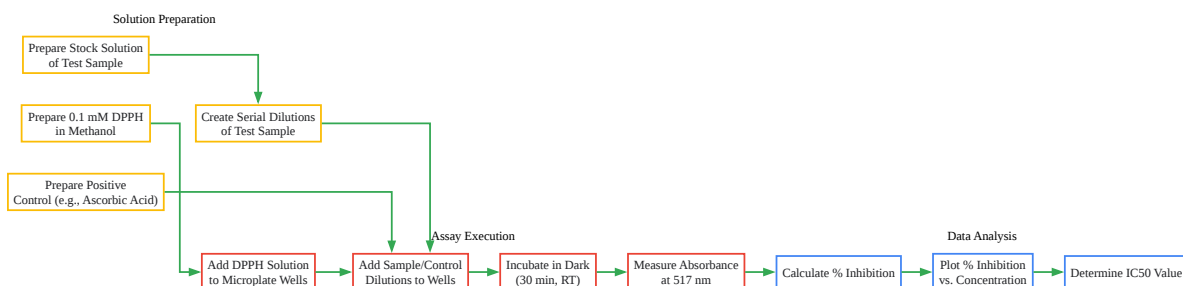 Solution Preparation
Prepare Stock Solution
of Test Sample
Prepare 0.1 mM DPPH
in Methanol
Create Serial Dilutions
of Test Sample
Prepare Positive
Control (e.g., Ascorbic Acid)
Assay Execution
Add DPPH Solution
to Microplate Wells
Add Sample/Control
Dilutions to Wells
Incubate in Dark
(30 min, RT)
Measure Absorbance
at 517 nm
Data Analysis
Calculate % Inhibition
Plot % Inhibition
vs. Concentration
Determine IC50 Value